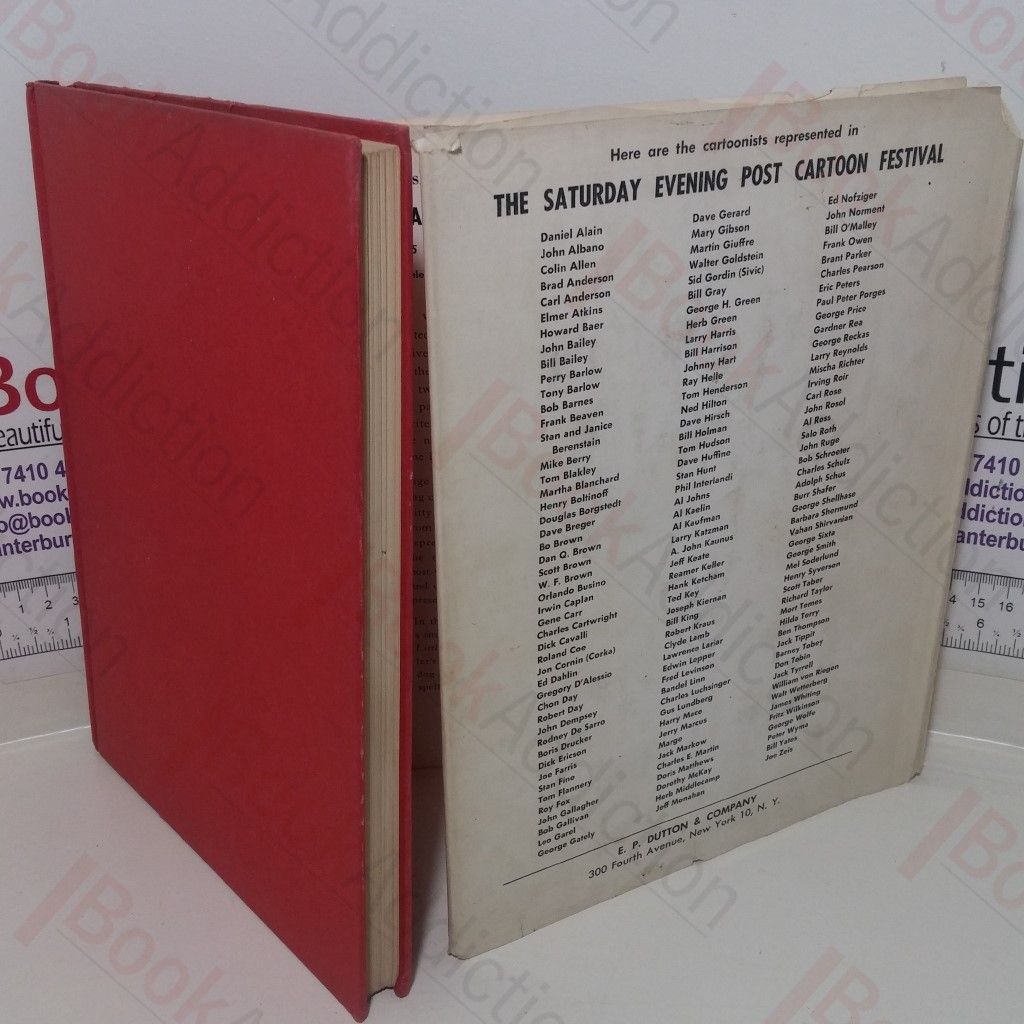 Here are the cartoonists represented in
THE SATURDAY EVENING POST CARTOON FESTIVAL
Daniel Alain
John Albano
Colin Allen
Brad Anderson
Carl Anderson
Elmer Atkins
Howard Baer
John Bailey
Bill Bailey
Perry Barlow
Tony Barlow
Bob Barnes
Frank Beaven
Stan and Janice
Berenstain
Mike Berry
Tom Blakley
Martha Blanchard
Henry Boltinoff
Douglas Borgstedt
Dave Breger
Bo Brown
Dan Q. Brown
Scott Brown
W. F. Brown
Orlando Busino
Irwin Caplan
Gene Carr
Charles Cartwright
Dick Cavalli
Roland Coe
Jon Cornin (Corka)
Ed Dahlin
Gregory D'Alessio
Chon Day
Robert Day
John Dempsey
Rodney De Sarro
Boris Drucker
Dick Ericson
Joe Farris
Stan Fine
Tom Flannery
Roy Fox
John Gallagher
Bob Gallivan
Leo Garel
George Gately
Dave Gerard
Mary Gibson
Martin Giuffre
Walter Goldstein
Sid Gordin (Sivic)
Bill Gray
George H. Green
Herb Green
Larry Harris
Bill Harrison
Johnny Hart
Ray Helle
Tom Henderson
Ned Hilton
Dave Hirsch
Bill Holman
Tom Hudson
Dave Huffine
Stan Hunt
Phil Interlandi
Al Johns
Al Kaelin
Al Kaufman
Larry Katzman
A. John Kaunus
Jeff Keate
Reamer Keller
Hank Ketcham
Ted Key
Joseph Kiernan
Bill King
Robert Kraus
Clyde Lamb
Lawrence Lariar
Edwin Lepper
Fred Levinson
Bandel Linn
Charles Luchsinger
Gus Lundberg
Harry Mace
Jerry Marcus
Margo
Jack Markow
Charles E. Martin
Doris Matthews
Dorothy McKay
Herb Middlecamp
Jeff Monahan
Ed Nofziger
John Norment
Bill O'Malley
Frank Owen
Brant Parker
Charles Pearson
Eric Peters
Paul Peter Porges
George Price
Gardner Rea
George Reckas
Larry Reynolds
Mischa Richter
Irving Roir
Carl Rose
John Rosol
Al Ross
Salo Roth
John Ruge
Bob Schroeter
Charles Schulz
Adolph Schus
Burr Shafer
George Shellhase
Barbara Shermund
Vahan Shirvanian
George Sixta
George Smith
Mel Soderlund
Henry Syverson
Scott Taber
Richard Taylor
Mort Temes
Hilda Terry
Ben Thompson
Jack Tippit
Barney Tobey
Don Tobin
Jack Tyrrell
William von Riegen
Walt Wetterberg
James Whiting
Fritz Wilkinson
George Wolfe
Peter Wyma
Bill Yates
Joe Zeis
E. P. DUTTON & COMPANY
300 Fourth Avenue, New York 10, N. Y.